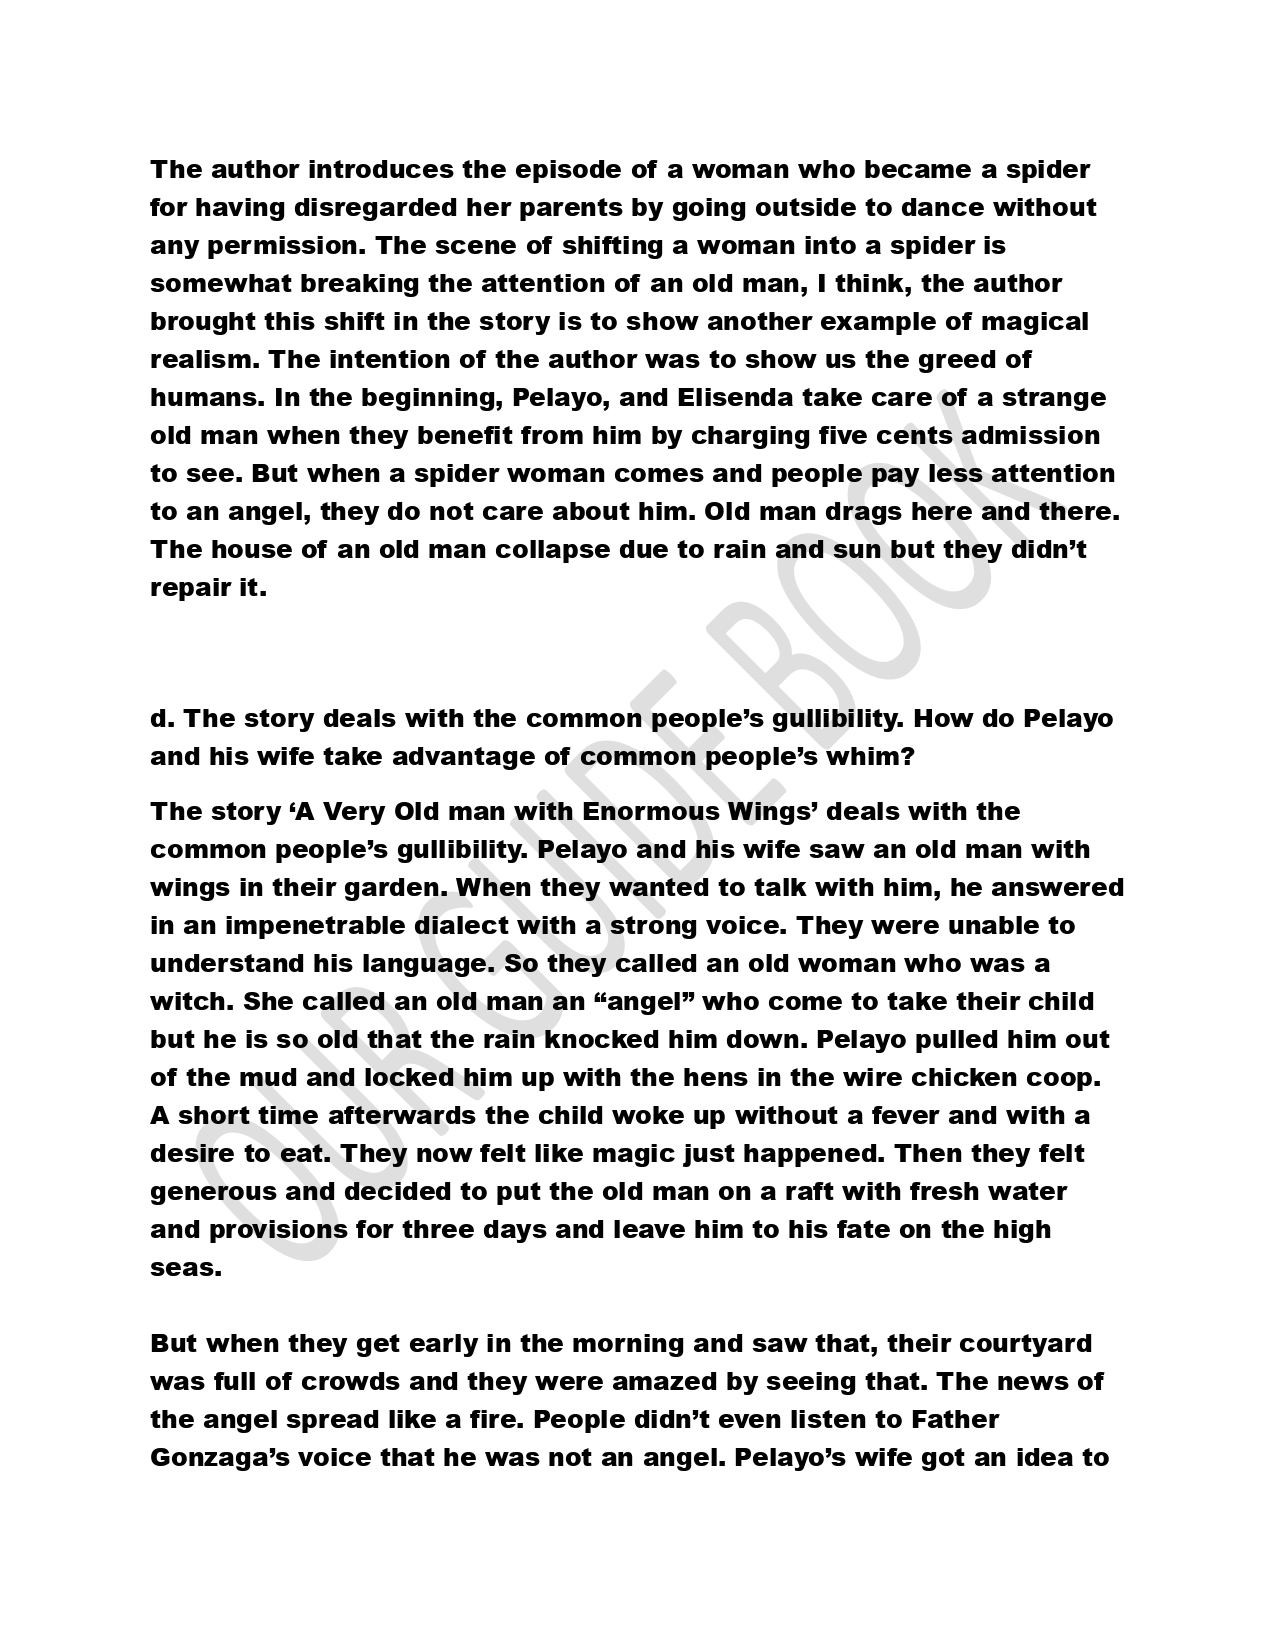 The author introduces the episode of a woman who became a spider
for having disregarded her parents by going outside to dance without
any permission. The scene of shifting a woman into a spider is
somewhat breaking the attention of an old man, I think, the author
brought this shift in the story is to show another example of magical
realism. The intention of the author was to show us the greed of
humans. In the beginning, Pelayo, and Elisenda take care of a strange
old man when they benefit from him by charging five cents admission
to see. But when a spider woman comes and people pay less attention
to an angel, they do not care about him. Old man drags here and there.
The house of an old man collapse due to rain and sun but they didn’t
repair it.
d. The story deals with the common people’s gullibility. How do Pelayo
and his wife take advantage of common people’s whim?
The story ‘A Very Old man with Enormous Wings’ deals with the
common people’s gullibility. Pelayo and his wife saw an old man with
wings in their garden. When they wanted to talk with him, he answered
in an impenetrable dialect with a strong voice. They were unable to
understand his language. So they called an old woman who was a
witch. She called an old man an “angel” who come to take their child
but he is so old that the rain knocked him down. Pelayo pulled him out
of the mud and locked him up with the hens in the wire chicken coop.
A short time afterwards the child woke up without a fever and with a
desire to eat. They now felt like magic just happened. Then they felt
generous and decided to put the old man on a raft with fresh water
and provisions for three days and leave him to his fate on the high
seas.
But when they get early in the morning and saw that, their courtyard
was full of crowds and they were amazed by seeing that. The news of
the angel spread like a fire. People didn’t even listen to Father
Gonzaga’s voice that he was not an angel. Pelayo’s wife got an idea to
OUR GUIDE BOOK